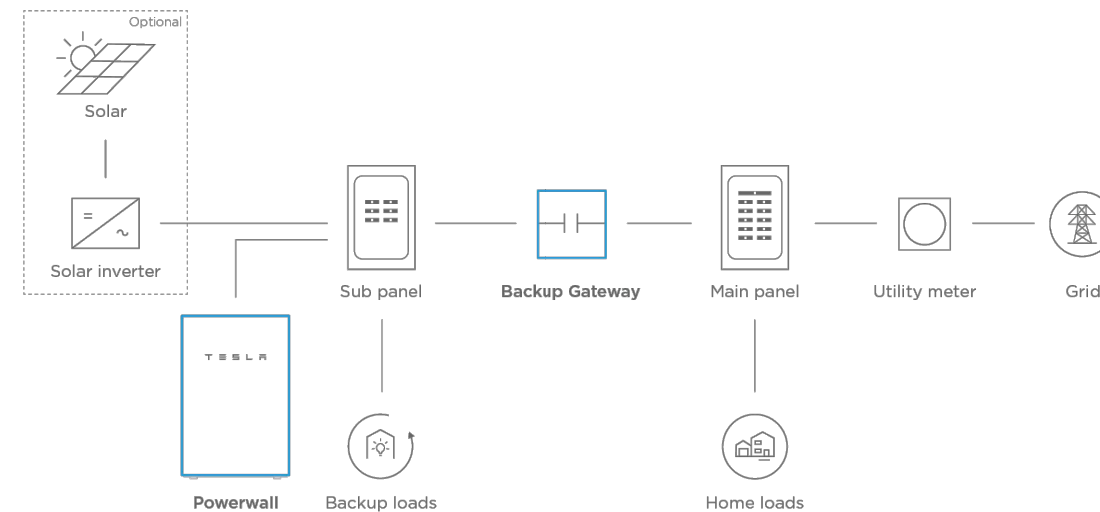 Optional
Solar
Solar inverter
Sub panel
Backup Gateway
Main panel
Utility meter
Grid
TESLA
Powerwall
Backup loads
Home loads